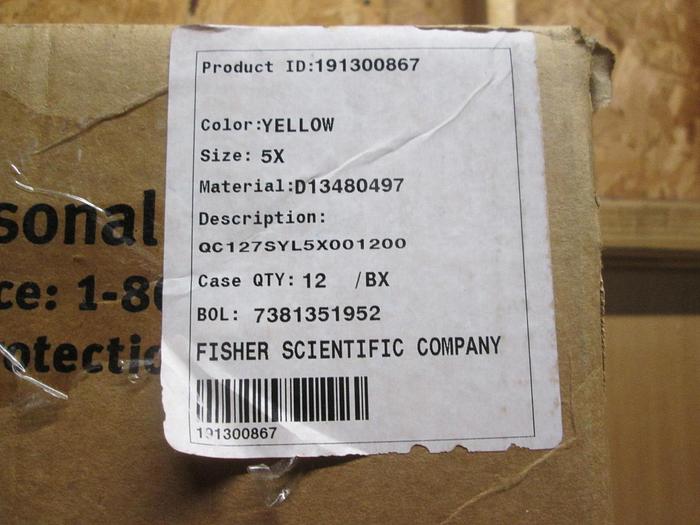 Product ID:191300867
Color:YELLOW
Size: 5X
Material:D13480497
Description:
QC127SYL5X001200
Case QTY: 12 /BX
BOL: 7381351952
FISHER SCIENTIFIC COMPANY
191300867
sonal
ce: 1-8
otectio